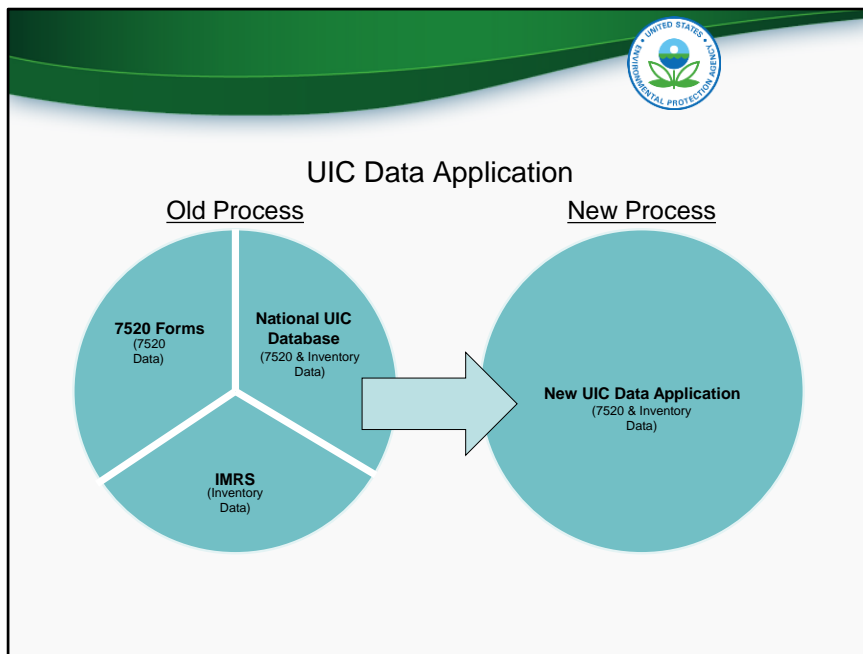 UNITED STATES
ENVIRONMENTAL PROTECTION AGENCY
UIC Data Application
Old Process
New Process
7520 Forms
(7520
Data)
National UIC
Database
(7520 & Inventory
Data)
IMRS
(Inventory
Data)
New UIC Data Application
(7520 & Inventory
Data)